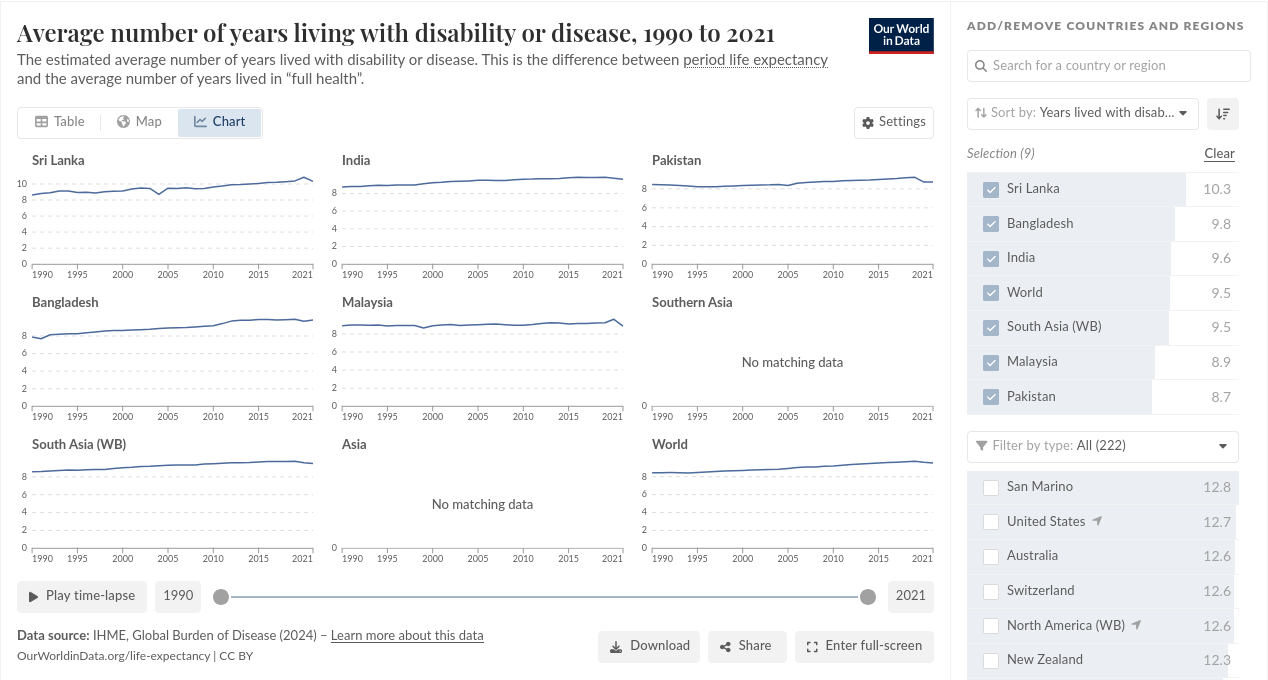 Average number of years living with disability or disease, 1990 to 2021
The estimated average number of years lived with disability or disease. This is the difference between period life expectancy
and the average number of years lived in “full health”.
Our World
in Data
Table
Map
Chart
Settings
Sri Lanka
10
8
6
4
2
0
1990 1995 2000 2005 2010 2015 2021
India
8
6
4
2
0
1990 1995 2000 2005 2010 2015 2021
Pakistan
8
6
4
2
0
1990 1995 2000 2005 2010 2015 2021
Bangladesh
8
6
4
2
0
1990 1995 2000 2005 2010 2015 2021
Malaysia
8
6
4
2
0
1990 1995 2000 2005 2010 2015 2021
Southern Asia
No matching data
0
1990 1995 2000 2005 2010 2015 2021
South Asia (WB)
8
6
4
2
0
1990 1995 2000 2005 2010 2015 2021
Asia
No matching data
0
1990 1995 2000 2005 2010 2015 2021
World
8
6
4
2
0
1990 1995 2000 2005 2010 2015 2021
Play time-lapse
1990
2021
Data source: IHME, Global Burden of Disease (2024) – Learn more about this data
OurWorldinData.org/life-expectancy | CC BY
Download
Share
Enter full-screen
ADD/REMOVE COUNTRIES AND REGIONS
Search for a country or region
Sort by: Years lived with disab...
Selection (9)
Clear
Sri Lanka 10.3
Bangladesh 9.8
India 9.6
World 9.5
South Asia (WB) 9.5
Malaysia 8.9
Pakistan 8.7
Filter by type: All (222)
San Marino 12.8
United States 12.7
Australia 12.6
Switzerland 12.6
North America (WB) 12.6
New Zealand 12.3